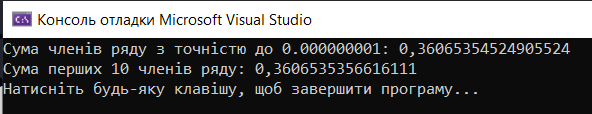 Консоль отладки Microsoft Visual Studio
Сума членів ряду з точністю до 0.000000001: 0,36065354524905524
Сума перших 10 членів ряду: 0,3606535356616111
Натисніть будь-яку клавішу, щоб завершити програму...